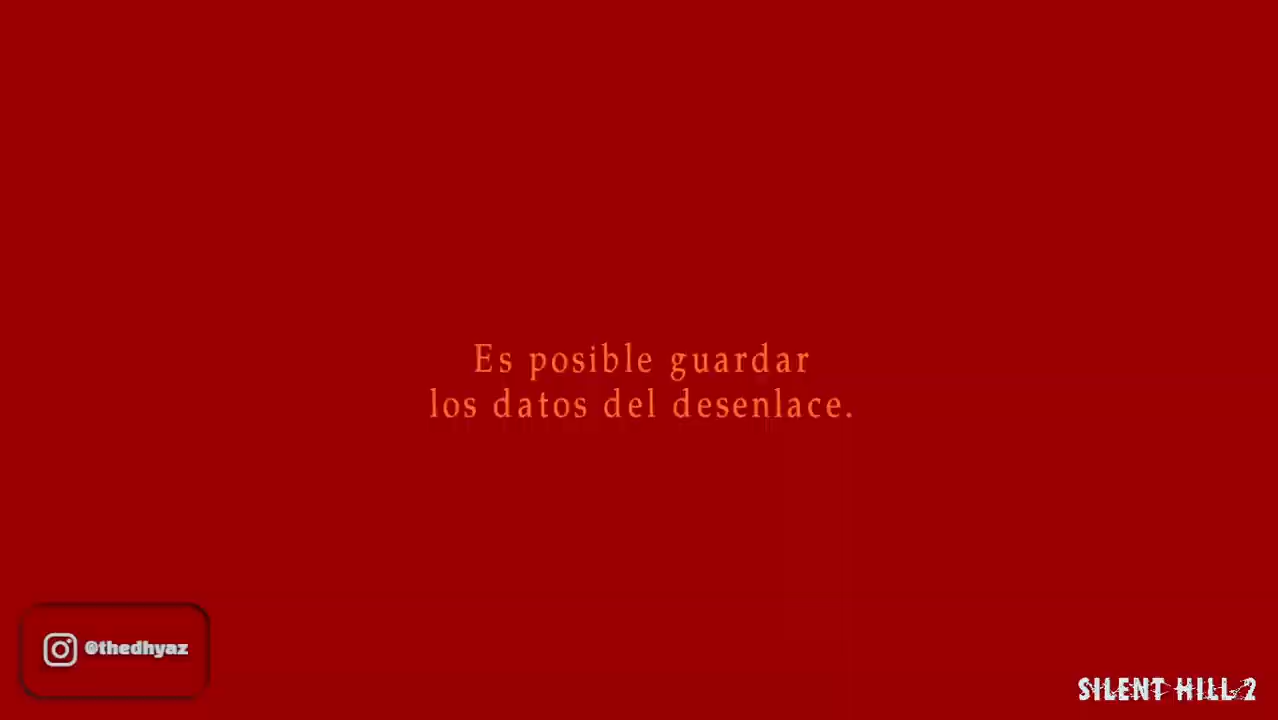 Es posible guardar
los datos del desenlace.
@thedhyaz
SILENT HILL 2